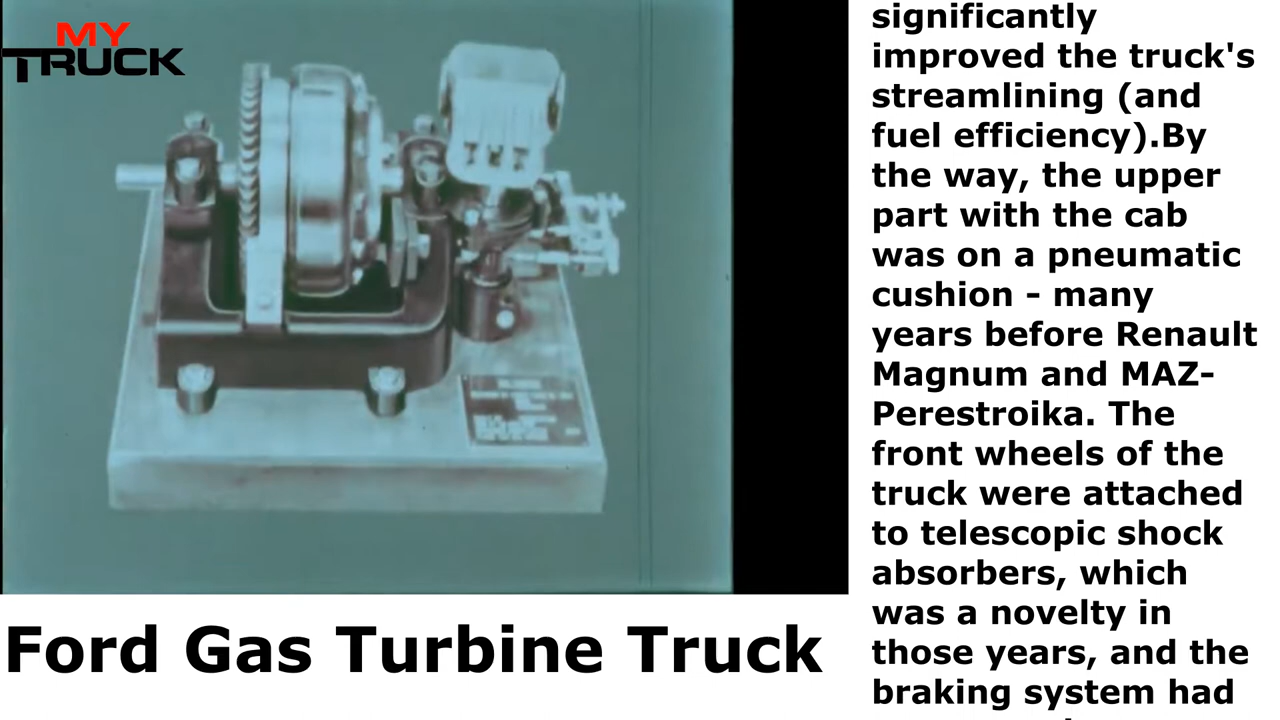 MY
TRUCK
significantly
improved the truck's
streamlining (and
fuel efficiency).By
the way, the upper
part with the cab
was on a pneumatic
cushion - many
years before Renault
Magnum and MAZ-
Perestroika. The
front wheels of the
truck were attached
to telescopic shock
absorbers, which
was a novelty in
those years, and the
braking system had
Ford Gas Turbine Truck